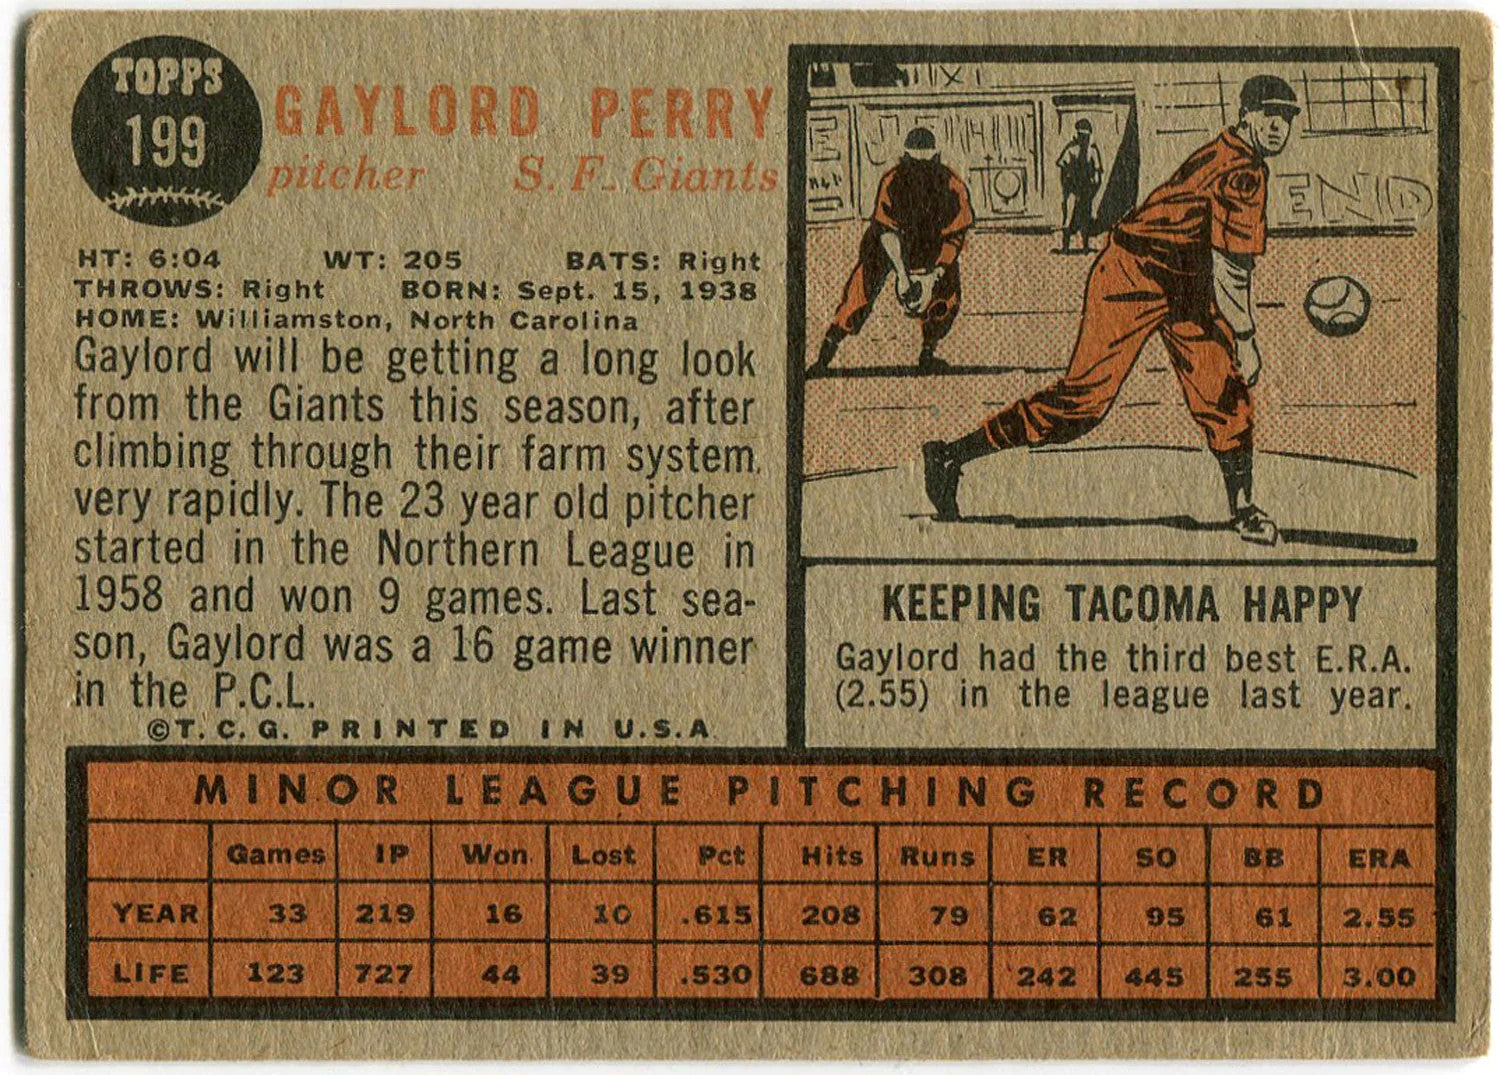 TOPPS
199
GAYLORD PERRY
pitcher S. F. Giants
HT: 6:04 WT: 205 BATS: Right
THROWS: Right BORN: Sept. 15, 1938
HOME: Williamston, North Carolina
Gaylord will be getting a long look
from the Giants this season, after
climbing through their farm system
very rapidly. The 23 year old pitcher
started in the Northern League in
1958 and won 9 games. Last sea-
son, Gaylord was a 16 game winner
in the P.C.L.
©T. C. G. PRINTED IN U.S.A
END
KEEPING TACOMA HAPPY
Gaylord had the third best E.R.A.
(2.55) in the league last year.
MINOR LEAGUE PITCHING RECORD
Games IP Won Lost Pct Hits Runs ER SO BB ERA
YEAR 33 219 16 10 .615 208 79 62 95 61 2.55
LIFE 123 727 44 39 .530 688 308 242 445 255 3.00